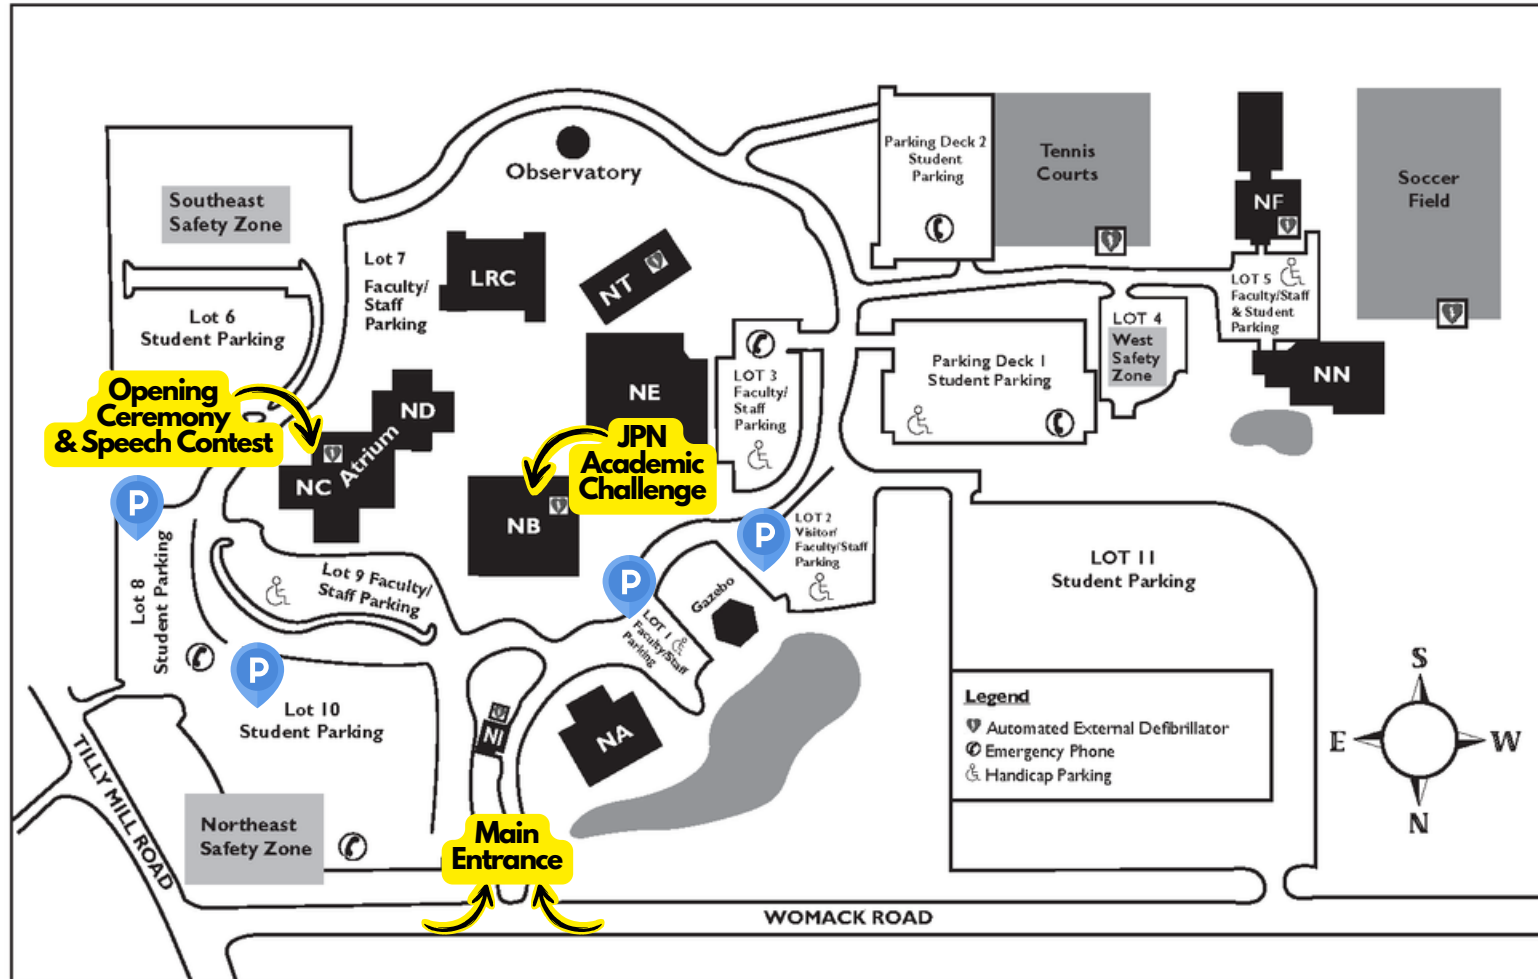 Observatory
Parking Deck 2
Student
Parking
Tennis
Courts
NF
Soccer
Field
Southeast
Safety Zone
Lot 7
Faculty/
Staff
Parking
LRC
NT
LOT 5
Faculty/Staff
& Student
Parking
Lot 6
Student Parking
LOT 4
West
Safety
Zone
Parking Deck 1
Student Parking
NN
LOT 3
Faculty/
Staff
Parking
NE
ND
Atrium
NC
Opening
Ceremony
& Speech Contest
JPN
Academic
Challenge
NB
P
P
P
P
LOT 2
Visitor/
Faculty/Staff
Parking
LOT 11
Student Parking
Lot 8
Student Parking
Lot 9 Faculty/
Staff Parking
Gazebo
LOT 1
Faculty/Staff
Parking
Lot 10
Student Parking
NI
NA
Legend
Automated External Defibrillator
Emergency Phone
Handicap Parking
S
E
W
N
TILLY MILL ROAD
Northeast
Safety Zone
Main
Entrance
WOMACK ROAD